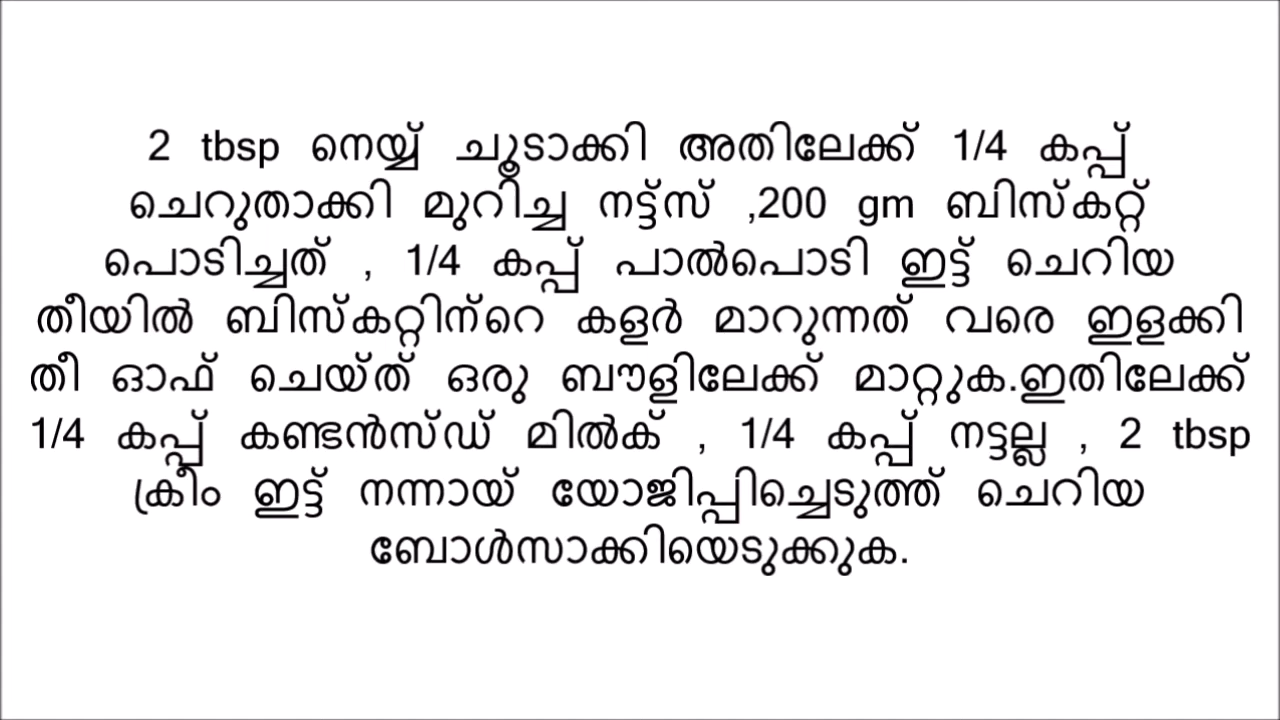 2 tbsp നെയ്യ് ചൂടാക്കി അതിലേക്ക് 1/4 കപ്പ്
ചെറുതാക്കി മുറിച്ച നട്ട്സ് ,200 gm ബിസ്കറ്റ്
പൊടിച്ചത് , 1/4 കപ്പ് പാൽപൊടി ഇട്ട് ചെറിയ
തീയിൽ ബിസ്കറ്റിന്റെ കളർ മാറുന്നത് വരെ ഇളക്കി
തീ ഓഫ് ചെയ്ത് ഒരു ബൗളിലേക്ക് മാറ്റുക.ഇതിലേക്ക്
1/4 കപ്പ് കണ്ടൻസ്ഡ് മിൽക് , 1/4 കപ്പ് നട്ടല്ല , 2 tbsp
ക്രീം ഇട്ട് നന്നായ് യോജിപ്പിച്ചെടുത്ത് ചെറിയ
ബോൾസാക്കിയെടുക്കുക.